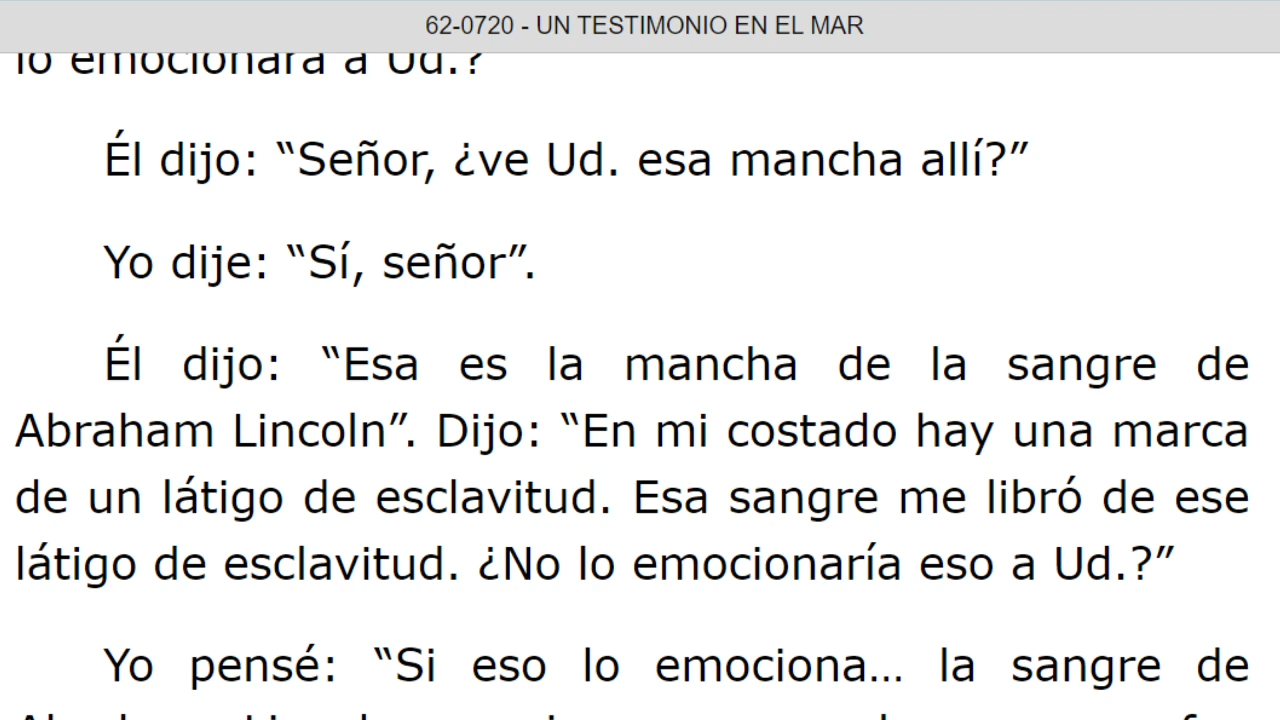 62-0720 - UN TESTIMONIO EN EL MAR
lo emocionara a Ud.?
Él dijo: “Señor, ¿ve Ud. esa mancha allí?”
Yo dije: “Sí, señor”.
Él dijo: “Esa es la mancha de la sangre de
Abraham Lincoln”. Dijo: “En mi costado hay una marca
de un látigo de esclavitud. Esa sangre me libró de ese
látigo de esclavitud. ¿No lo emocionaría eso a Ud.?”
Yo pensé: “Si eso lo emociona… la sangre de